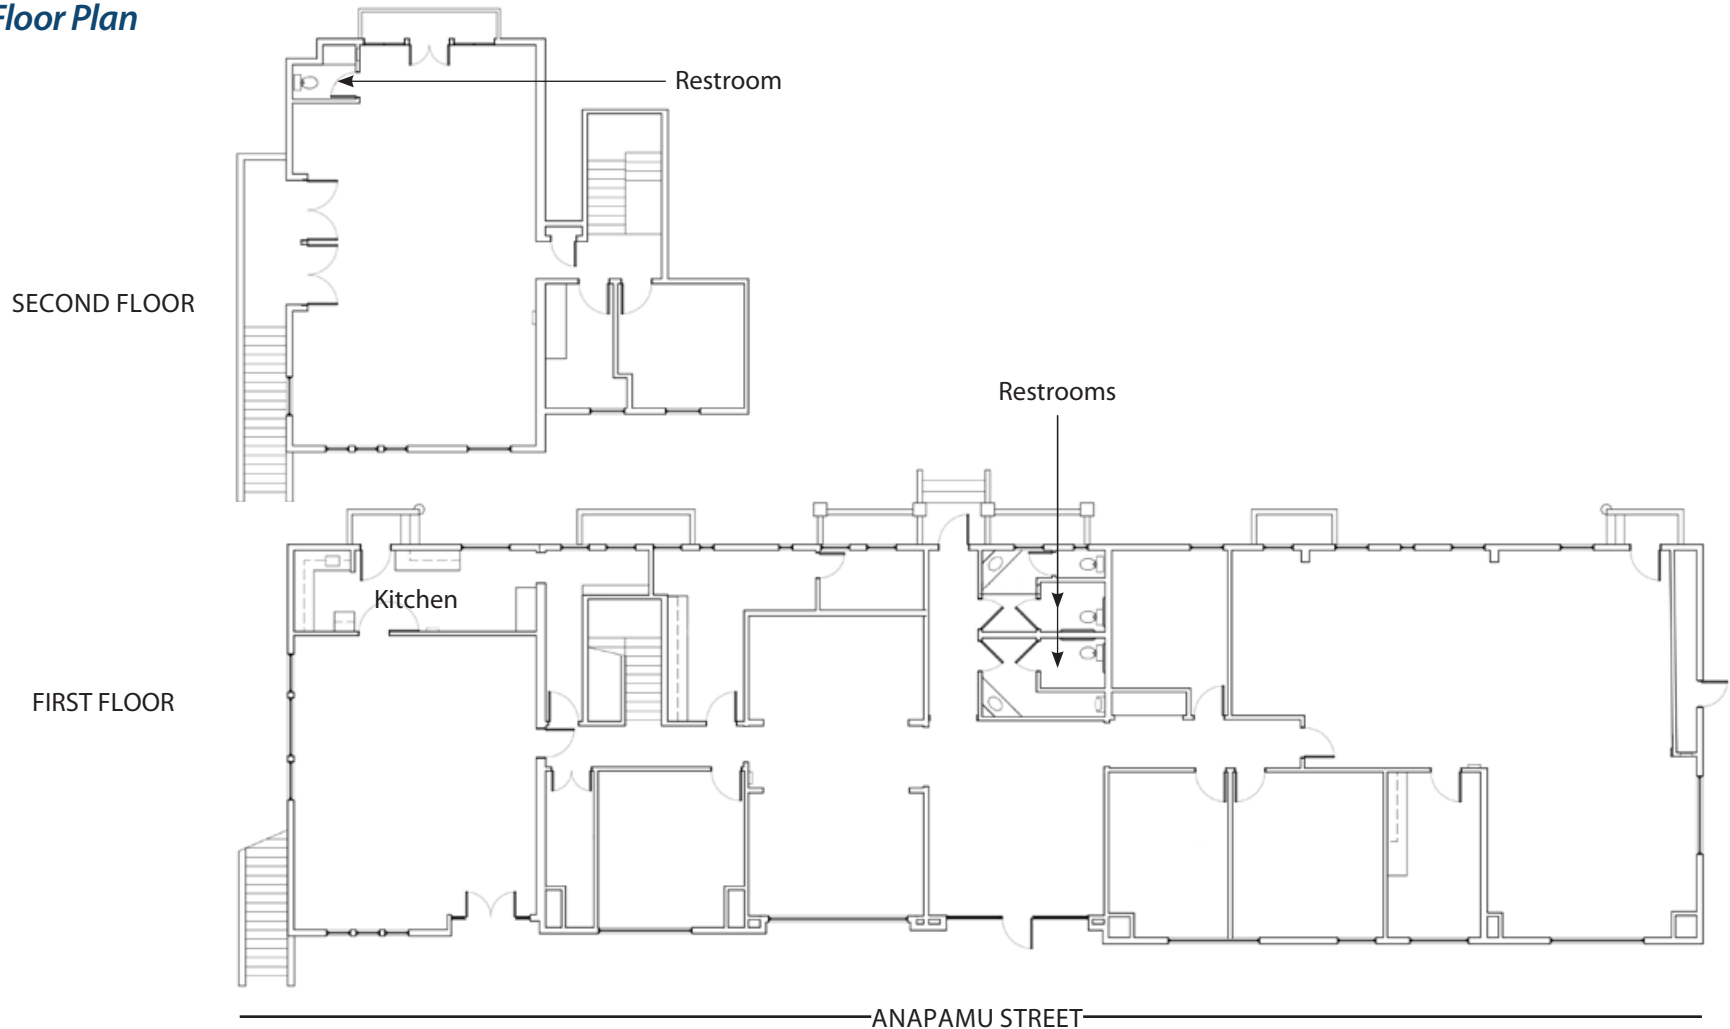 Floor Plan
Restroom
SECOND FLOOR
Restrooms
Kitchen
FIRST FLOOR
ANAPAMU STREET